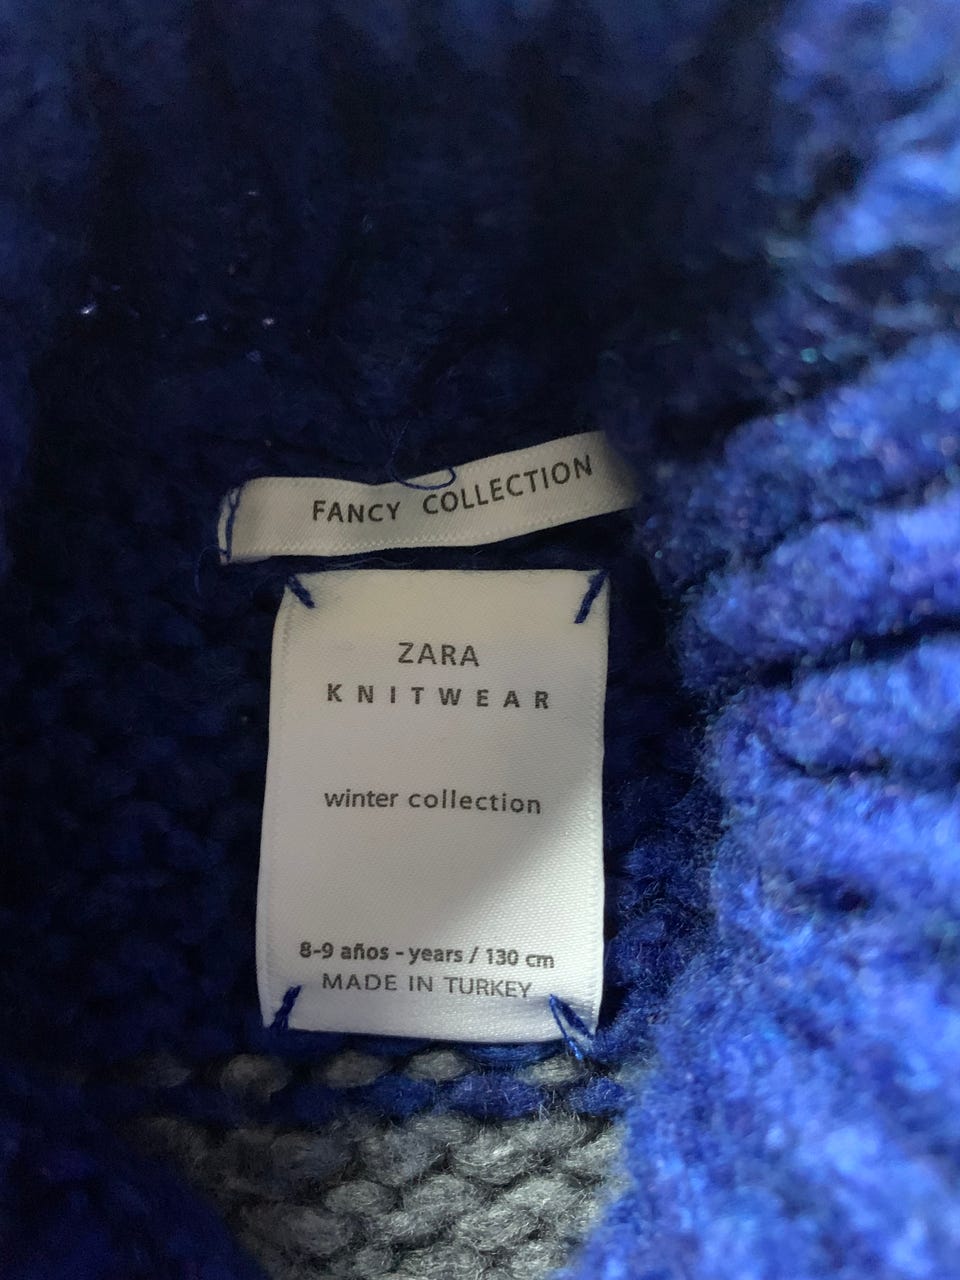 FANCY COLLECTION
ZARA
KNITWEAR
winter collection
8-9 años - years / 130 cm
MADE IN TURKEY